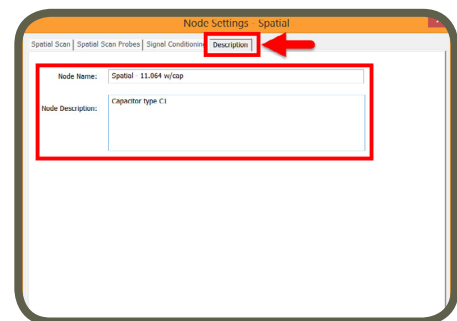 Node Settings - Spatial
Spatial Scan Spatial Scan Probes Signal Conditioning Description
Node Name: Spatial - 11.064 w/cap
Node Description: Capacitor type C1